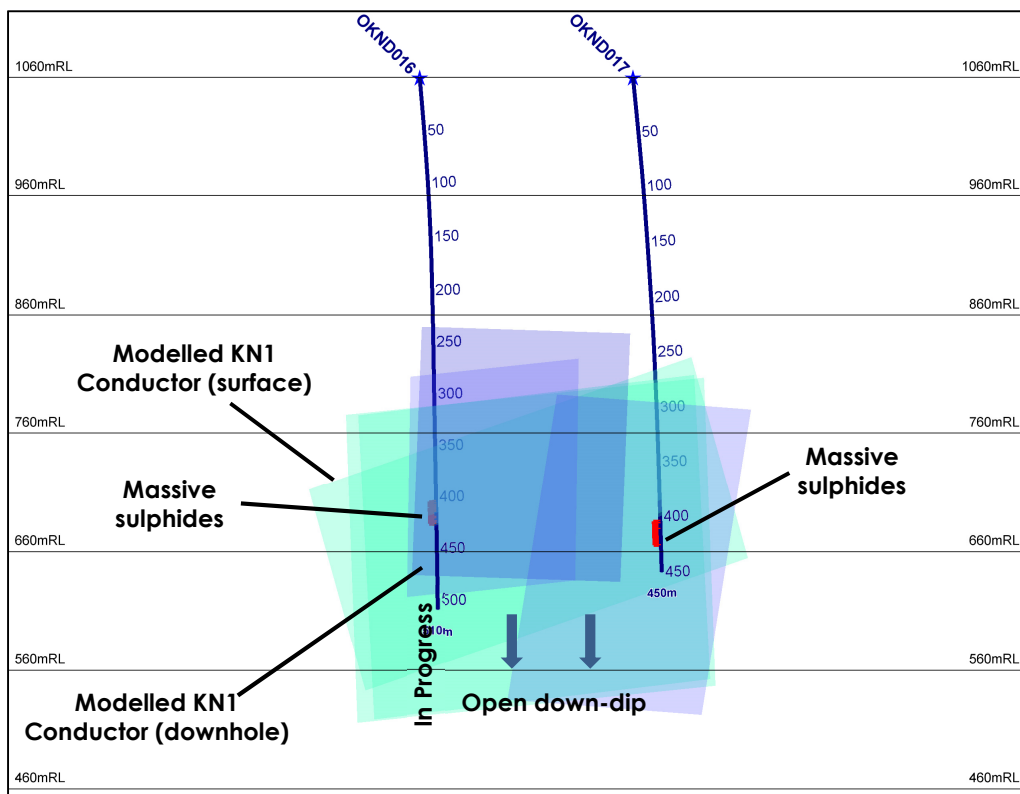 OKND016
OKND017
1060mRL
1060mRL
50
50
100
100
960mRL
960mRL
150
150
200
200
860mRL
860mRL
250
250
Modelled KN1
Conductor (surface)
300
300
760mRL
760mRL
350
350
Massive
sulphides
Massive
sulphides
400
400
660mRL
660mRL
450
450
450m
500
510m
In Progress
560mRL
560mRL
Modelled KN1
Conductor (downhole)
Open down-dip
460mRL
460mRL